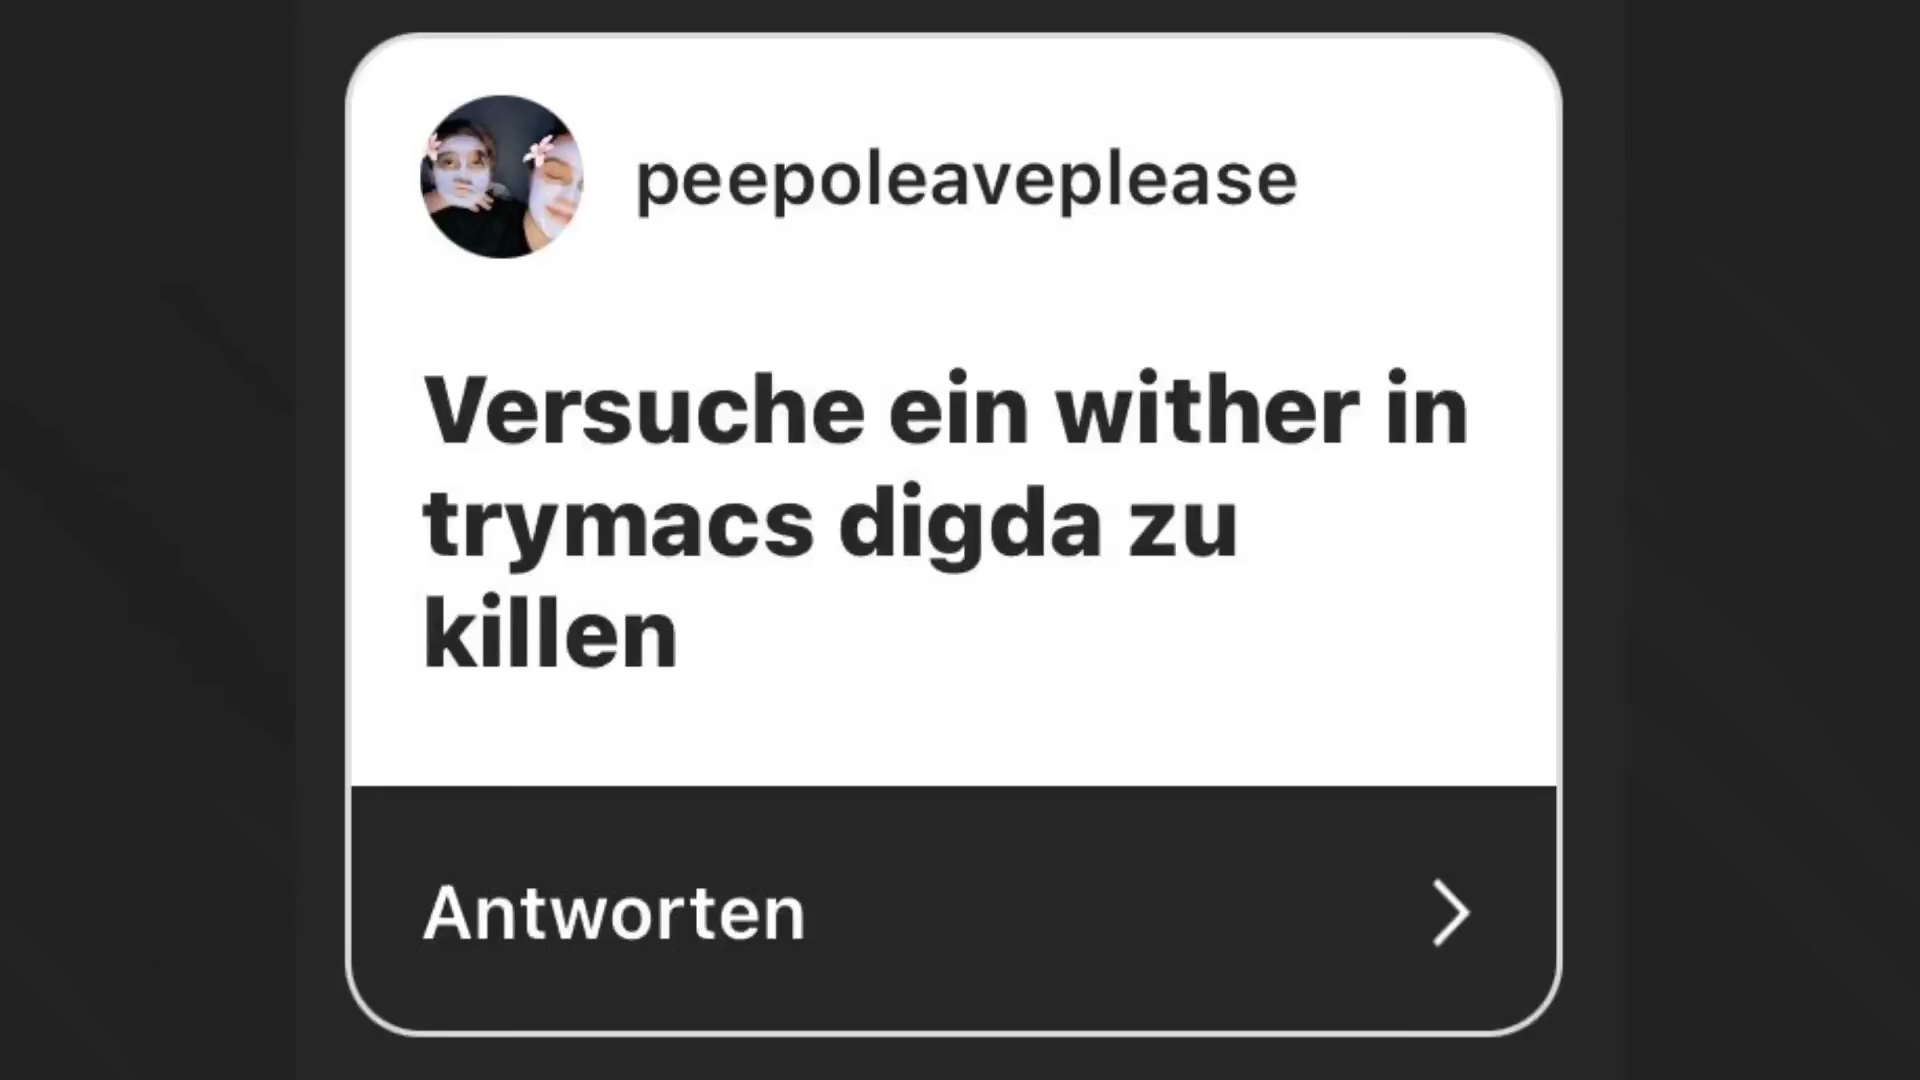 peepoleaveplease
Versuche ein wither in
trymacs digda zu
killen
Antworten